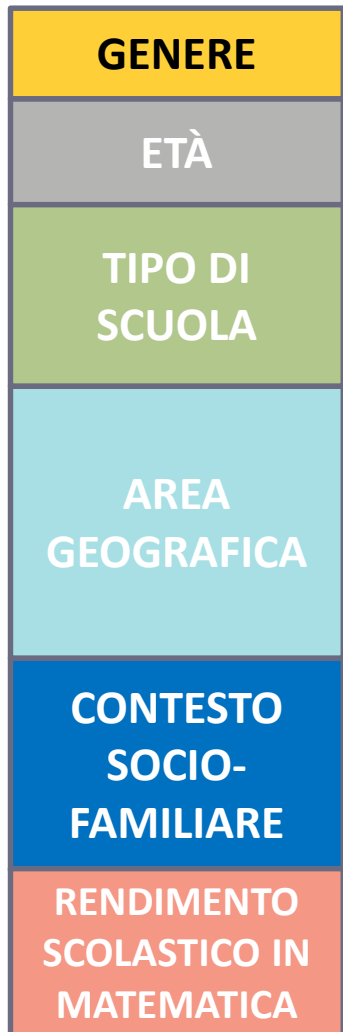 GENERE
ETÀ
TIPO DI
SCUOLA
AREA
GEOGRAFICA
CONTESTO
SOCIO-
FAMILIARE
RENDIMENTO
SCOLASTICO IN
MATEMATICA